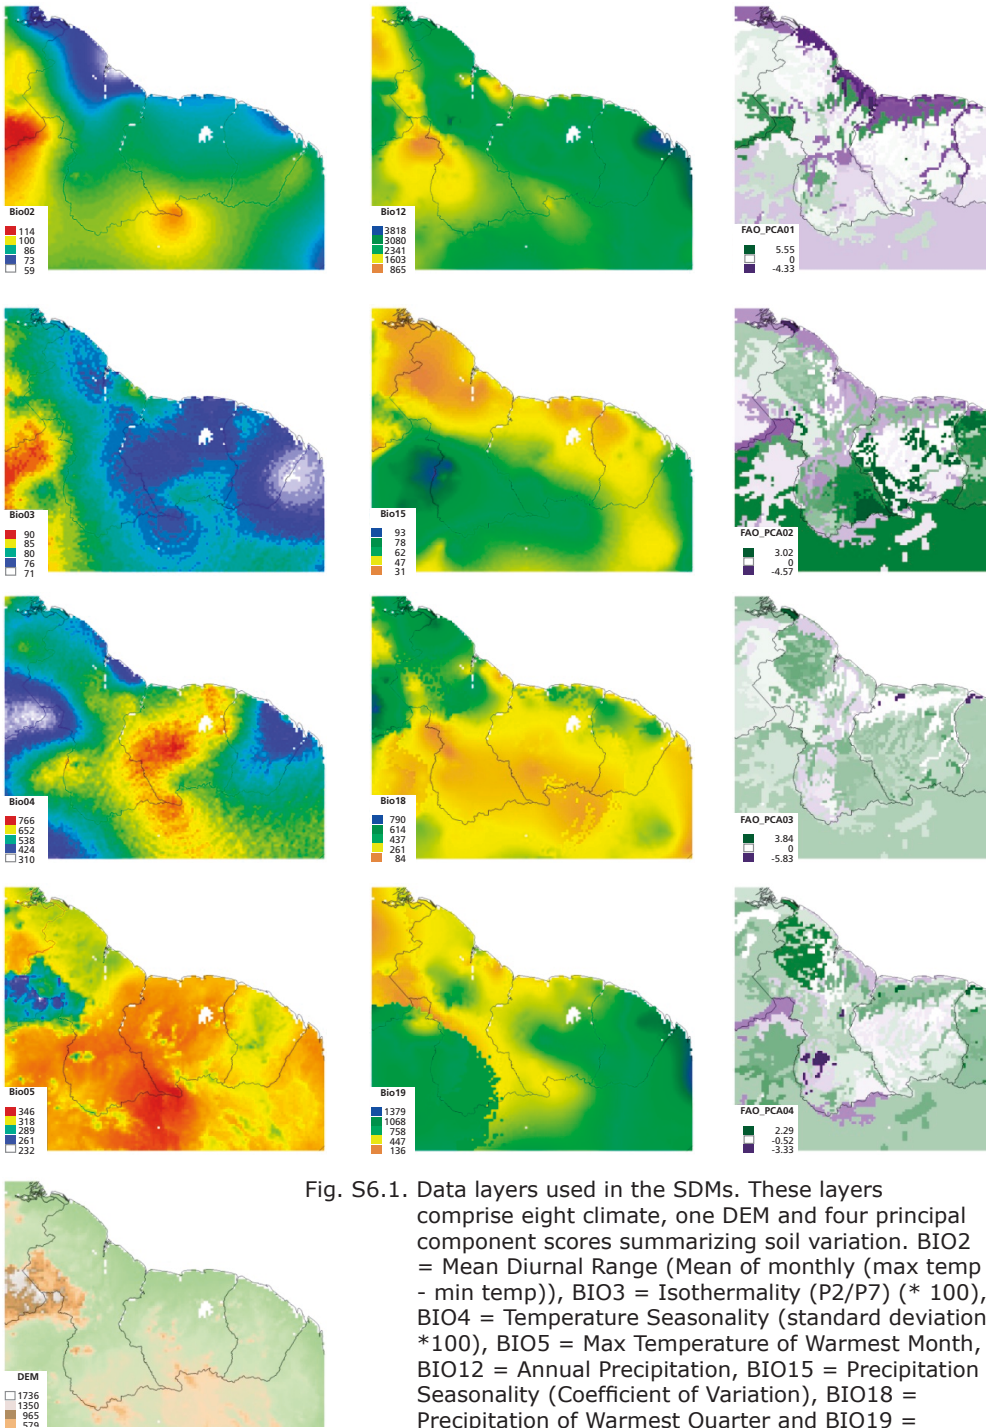 Bio02
114
100
86
73
59
Bio12
3818
3080
2341
1603
865
FAO_PCA01
5.55
0
-4.33
Bio03
90
85
80
76
71
Bio15
93
78
62
47
31
FAO_PCA02
3.02
0
-4.57
Bio04
766
652
538
424
310
Bio18
790
614
437
261
84
FAO_PCA03
3.84
0
-5.83
Bio05
346
318
289
261
232
Bio19
1379
1068
758
447
136
FAO_PCA04
2.29
-0.52
-3.33
DEM
1736
1350
965
579
Fig. S6.1. Data layers used in the SDMs. These layers
comprise eight climate, one DEM and four principal
component scores summarizing soil variation. BIO2
= Mean Diurnal Range (Mean of monthly (max temp
- min temp)), BIO3 = Isothermality (P2/P7) (* 100),
BIO4 = Temperature Seasonality (standard deviation
*100), BIO5 = Max Temperature of Warmest Month,
BIO12 = Annual Precipitation, BIO15 = Precipitation
Seasonality (Coefficient of Variation), BIO18 =
Precipitation of Warmest Quarter and BIO19 =